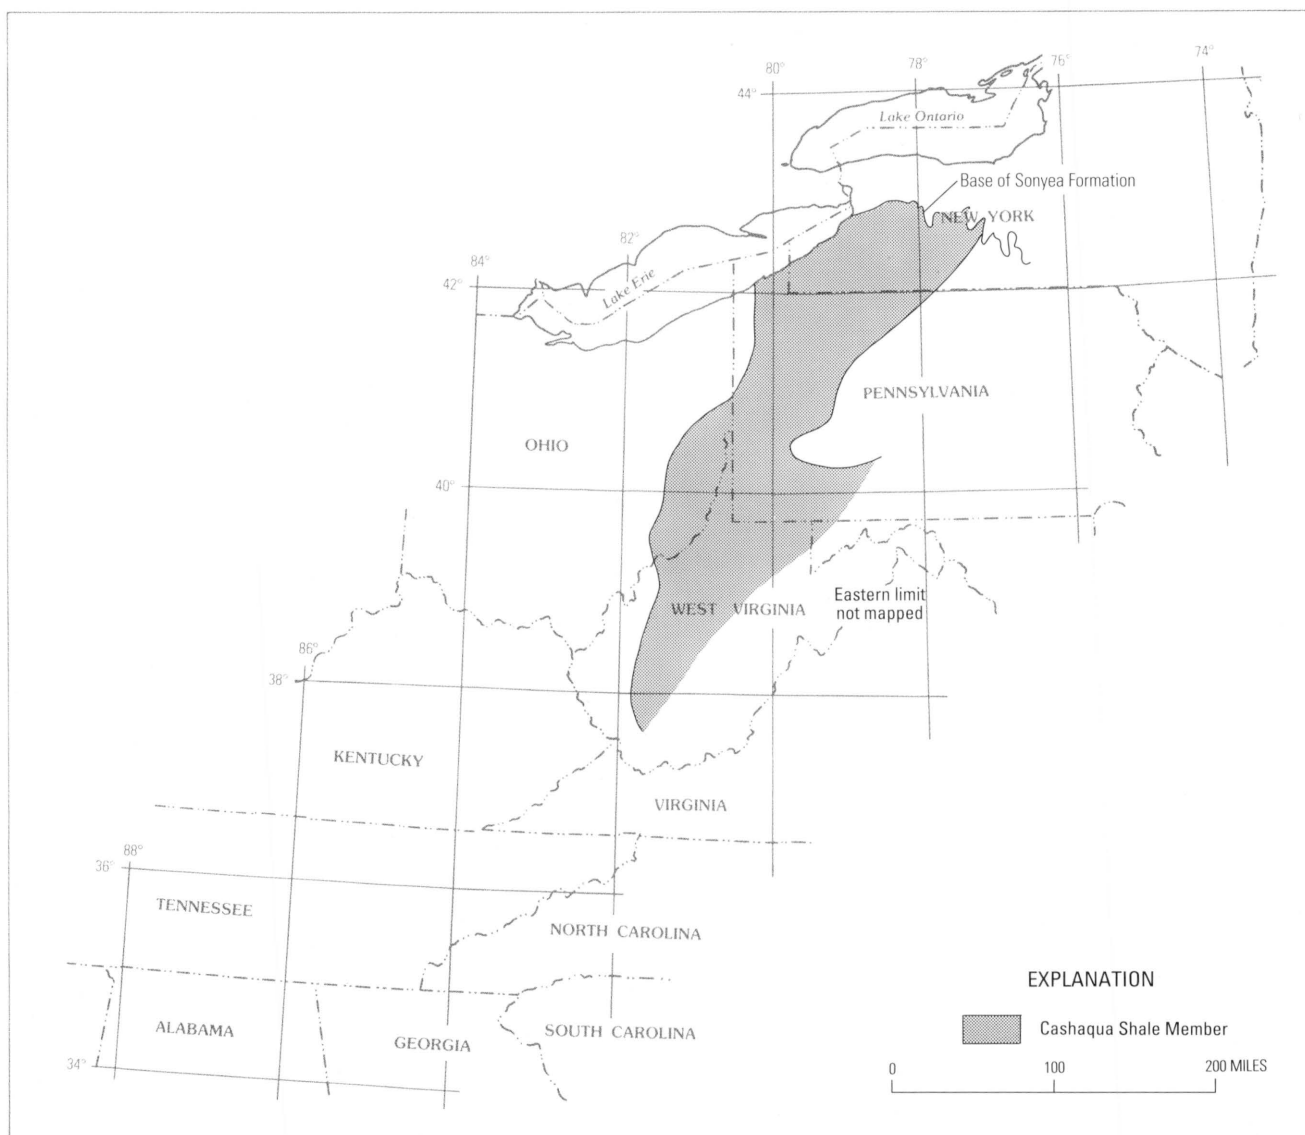 74°
76°
78°
80°
44°
Lake Ontario
Base of Sonyea Formation
NEW YORK
82°
84°
42°
Lake Erie
PENNSYLVANIA
OHIO
40°
Eastern limit
not mapped
WEST VIRGINIA
86°
38°
KENTUCKY
VIRGINIA
88°
36°
TENNESSEE
NORTH CAROLINA
EXPLANATION
Cashaqua Shale Member
ALABAMA
GEORGIA
SOUTH CAROLINA
34°
0 100 200 MILES